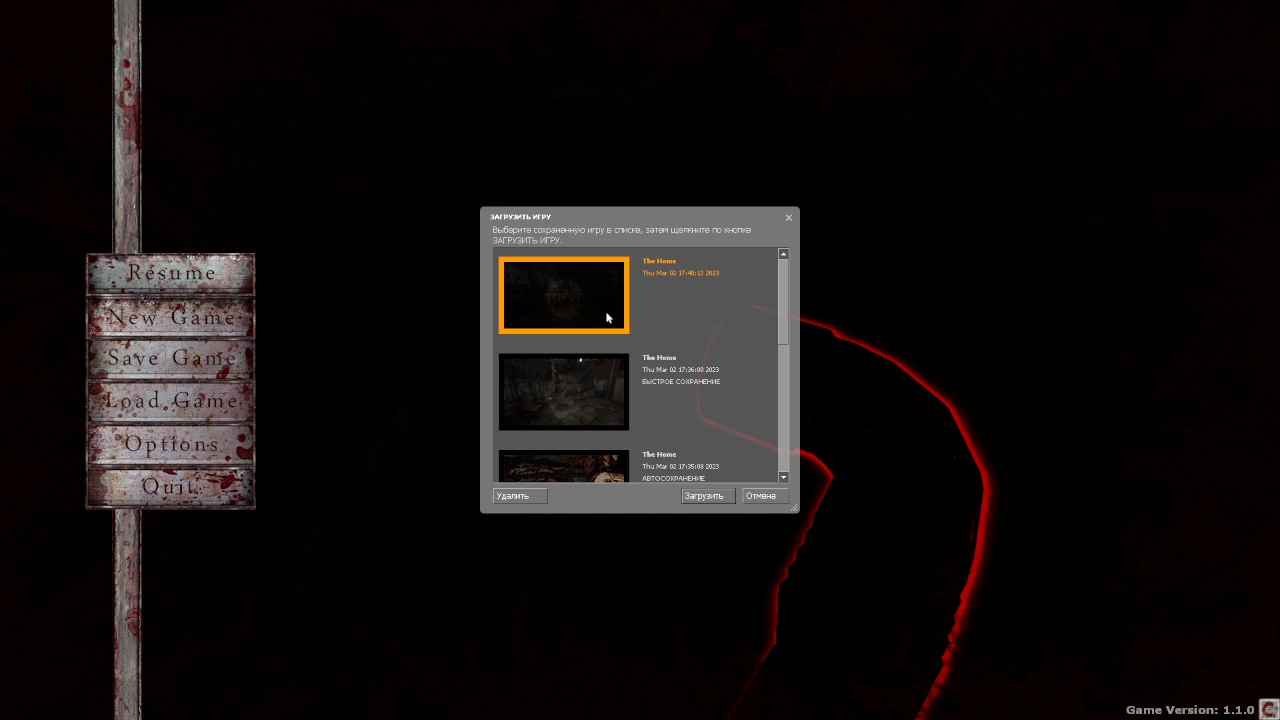 Resume
New Game
Save Game
Load Game
Options
Quit
ЗАГРУЗИТЬ ИГРУ
Выберите сохраненную игру в списке, затем щелкните по кнопке
ЗАГРУЗИТЬ ИГРУ.
The Home
Thu Mar 02 17:40:12 2023
The Home
Thu Mar 02 17:36:00 2023
БЫСТРОЕ СОХРАНЕНИЕ
The Home
Thu Mar 02 17:35:00 2023
АВТОСОХРАНЕНИЕ
Удалить
Загрузить
Отмена
Game Version: 1.1.0